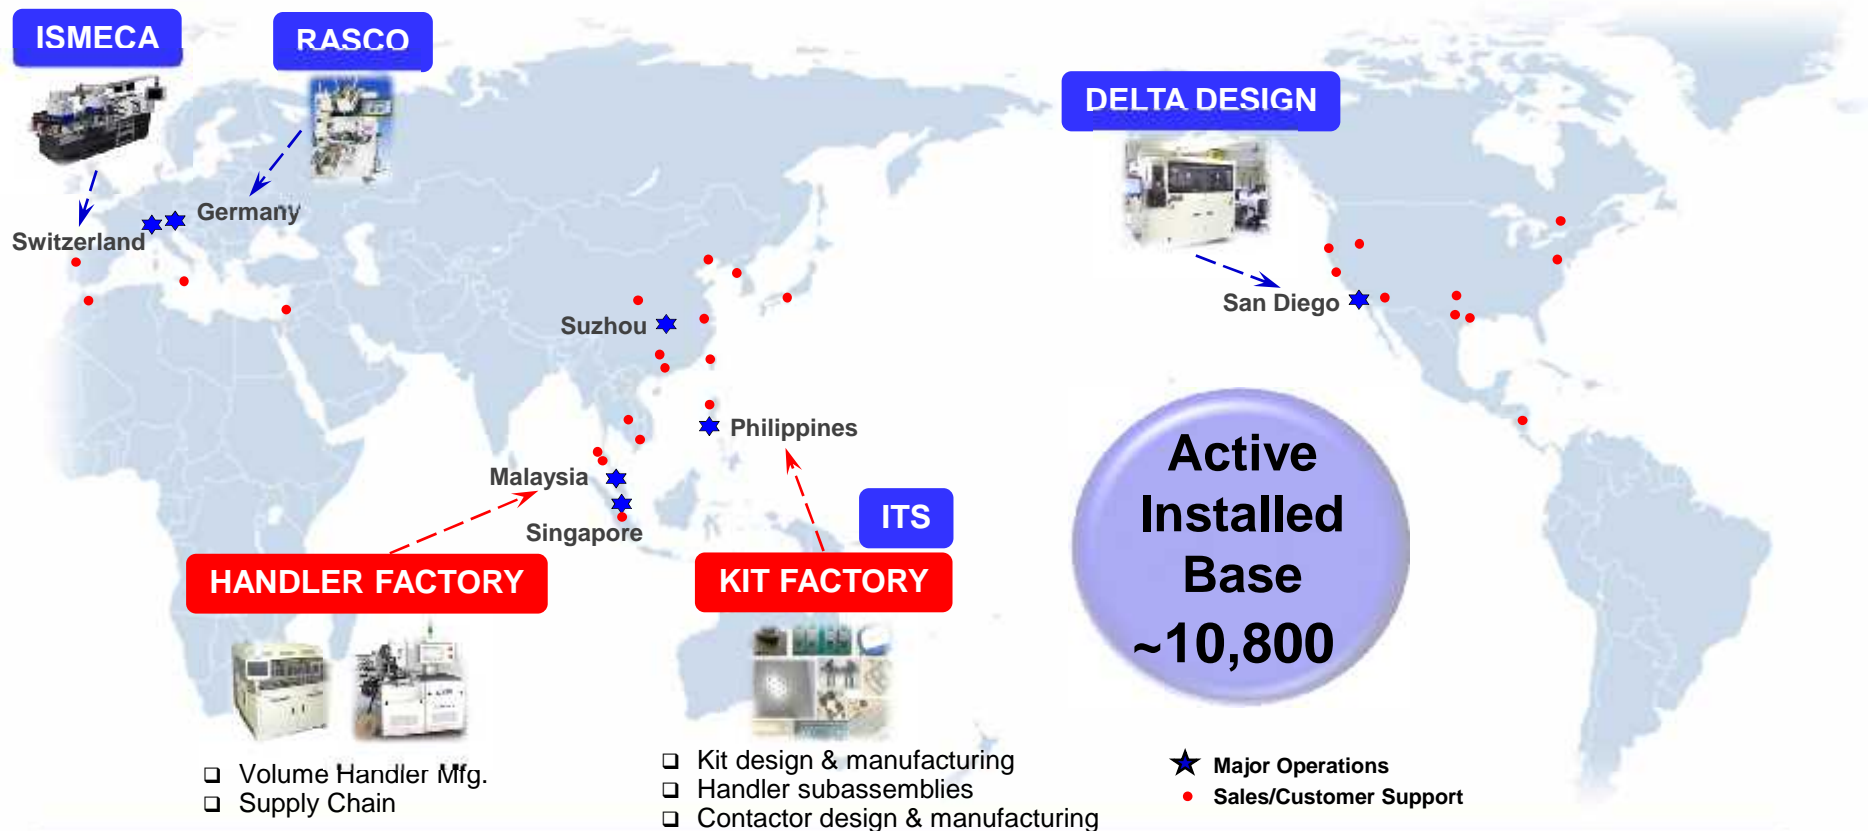 ISMECA
RASCO
DELTA DESIGN
Germany
Switzerland
San Diego
Suzhou
Philippines
Malaysia
Singapore
ITS
HANDLER FACTORY
KIT FACTORY
Active
Installed
Base
~10,800
❑ Volume Handler Mfg.
❑ Supply Chain
❑ Kit design & manufacturing
❑ Handler subassemblies
❑ Contactor design & manufacturing
Major Operations
Sales/Customer Support